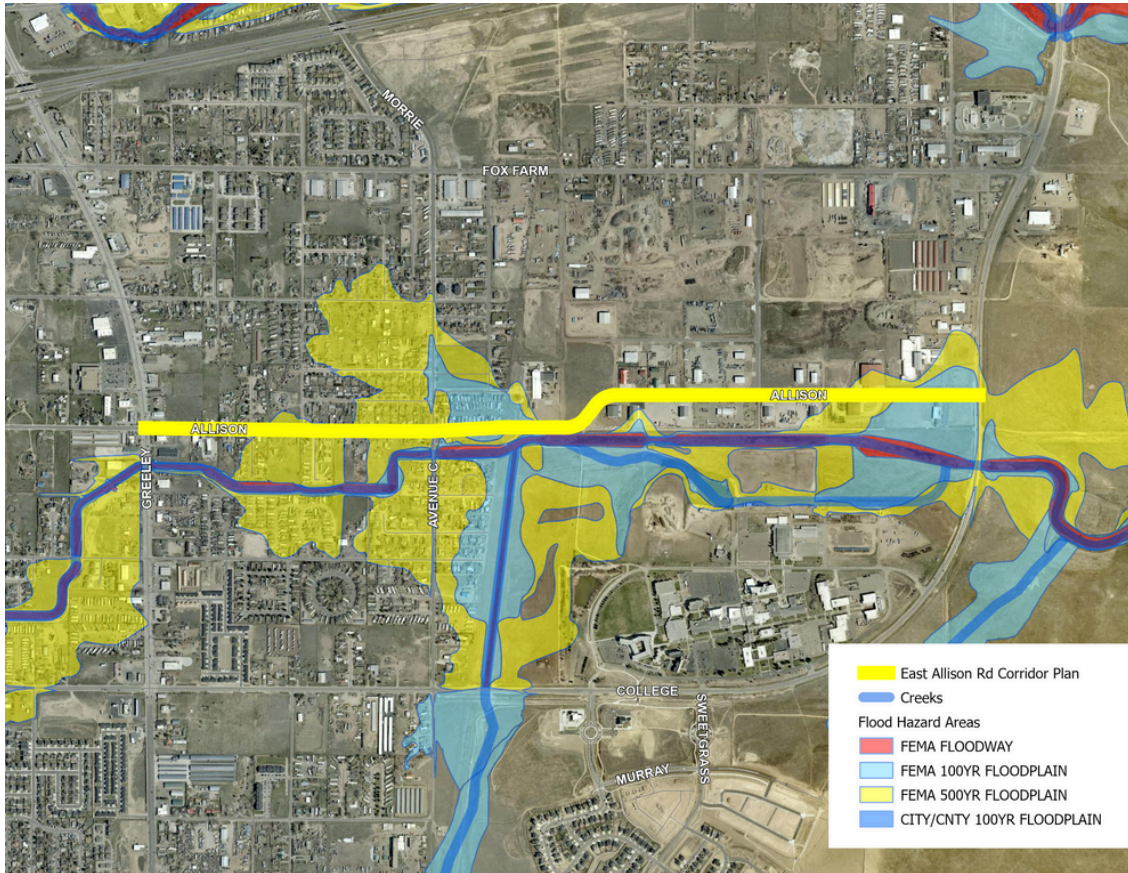 MORRIE
FOX FARM
ALLISON
ALLISON
GREELEY
AVENUE C
COLLEGE
SWEETGRASS
MURRAY
East Allison Rd Corridor Plan
Creeks
Flood Hazard Areas
FEMA FLOODWAY
FEMA 100YR FLOODPLAIN
FEMA 500YR FLOODPLAIN
CITY/CNTY 100YR FLOODPLAIN